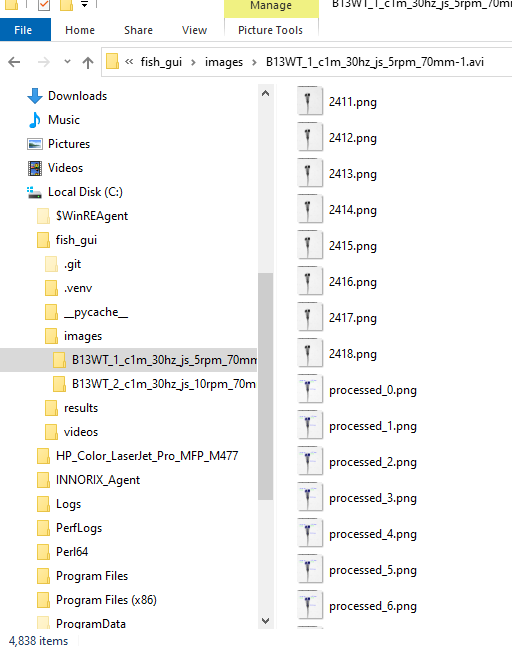 Manage
B13WT_1_c1m_30hz_js_5rpm_70mm
File Home Share View Picture Tools
« fish_gui › images › B13WT_1_c1m_30hz_js_5rpm_70mm-1.avi
Downloads
Music
Pictures
Videos
Local Disk (C:)
$WinREAgent
fish_gui
.git
.venv
__pycache__
images
B13WT_1_c1m_30hz_js_5rpm_70mm
B13WT_2_c1m_30hz_js_10rpm_70m
results
videos
HP_Color_LaserJet_Pro_MFP_M477
INNORIX_Agent
Logs
PerfLogs
Perl64
Program Files
Program Files (x86)
ProgramData
2411.png
2412.png
2413.png
2414.png
2415.png
2416.png
2417.png
2418.png
processed_0.png
processed_1.png
processed_2.png
processed_3.png
processed_4.png
processed_5.png
processed_6.png
4,838 items